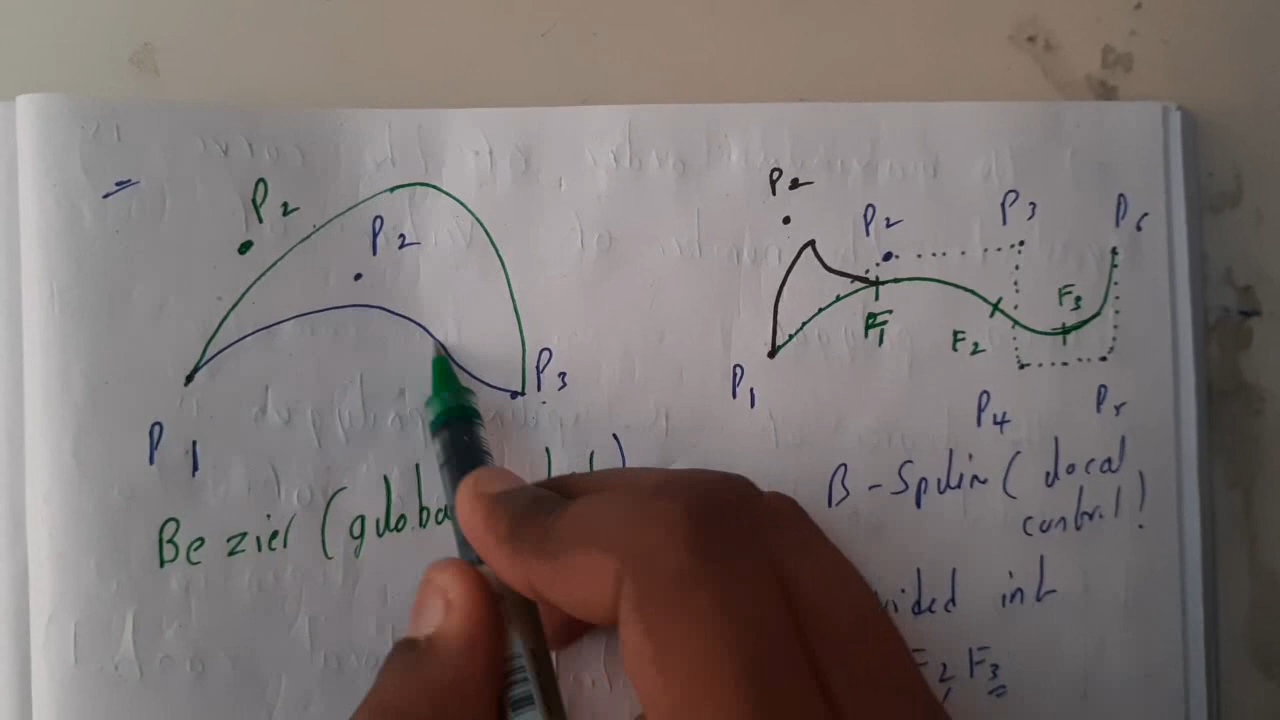 P2
P2
P1
P3
Bezier (globa
P2
P2
P3
P6
F1
F2
F3
P1
P4
P5
B-Splin ( local
control )
vided int
F2 F3